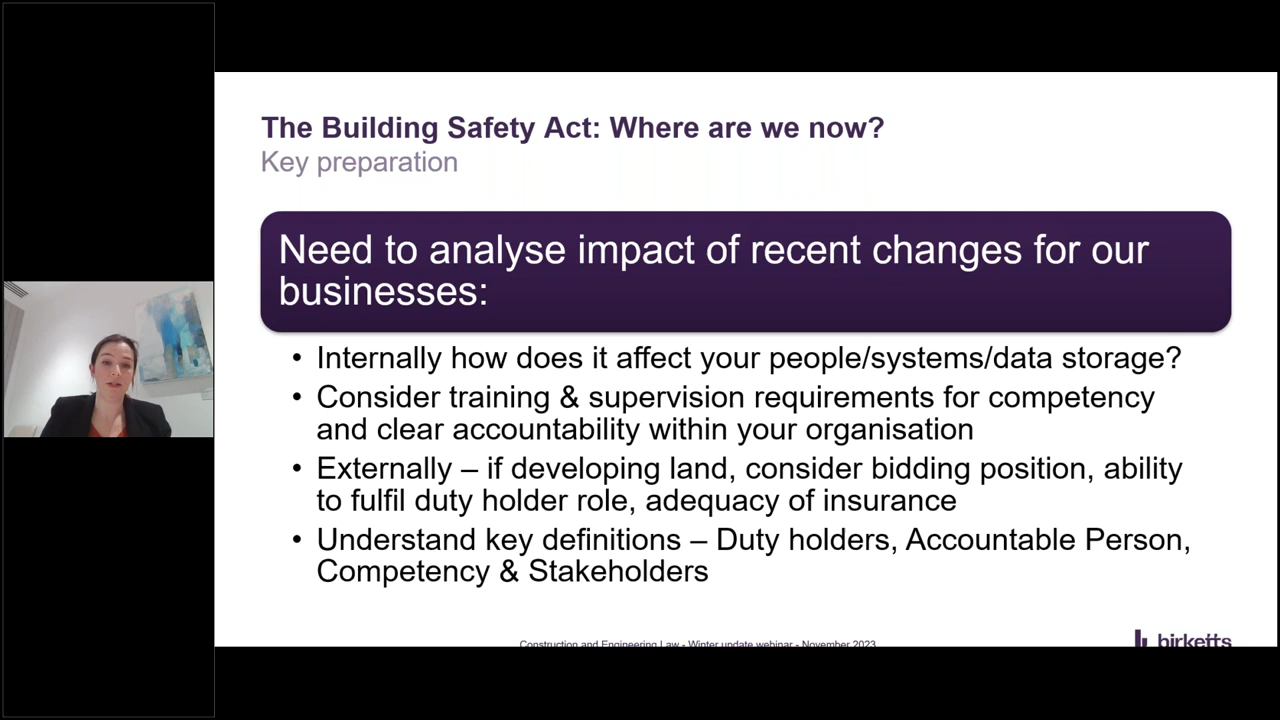 The Building Safety Act: Where are we now?
Key preparation
Need to analyse impact of recent changes for our
businesses:
• Internally how does it affect your people/systems/data storage?
• Consider training & supervision requirements for competency
and clear accountability within your organisation
• Externally – if developing land, consider bidding position, ability
to fulfil duty holder role, adequacy of insurance
• Understand key definitions – Duty holders, Accountable Person,
Competency & Stakeholders
Construction and Engineering Law - Winter update webinar - November 2023
birketts